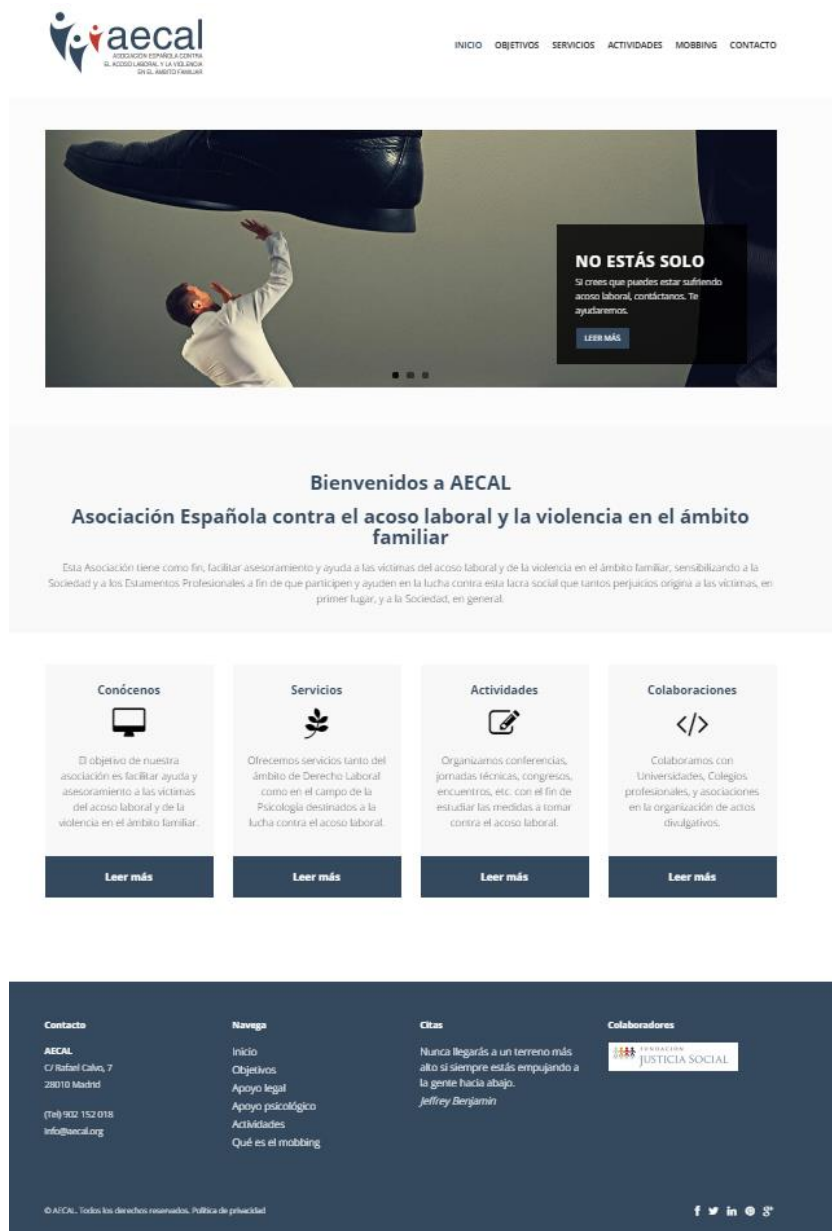 aecal
ASOCIACIÓN ESPAÑOLA CONTRA
EL ACOSO LABORAL Y LA VIOLENCIA
EN EL ÁMBITO FAMILIAR
INICIO OBJETIVOS SERVICIOS ACTIVIDADES MOBBING CONTACTO
NO ESTÁS SOLO
Si crees que puedes estar sufriendo
acoso laboral, contáctanos. Te
ayudaremos.
LEER MÁS
Bienvenidos a AECAL
Asociación Española contra el acoso laboral y la violencia en el ámbito
familiar
Esta Asociación tiene como fin, facilitar asesoramiento y ayuda a las víctimas del acoso laboral y de la violencia en el ámbito familiar, sensibilizando a la
Sociedad y a los Estamentos Profesionales a fin de que participen y ayuden en la lucha contra esta lacra social que tantos perjuicios origina a las víctimas, en
primer lugar, y a la Sociedad, en general.
Conócenos
El objetivo de nuestra
asociación es facilitar ayuda y
asesoramiento a las víctimas
del acoso laboral y de la
violencia en el ámbito familiar.
Leer más
Servicios
Ofrecemos servicios tanto del
ámbito de Derecho Laboral
como en el campo de la
Psicología destinados a la
lucha contra el acoso laboral.
Leer más
Actividades
Organizamos conferencias,
jornadas técnicas, congresos,
encuentros, etc. con el fin de
estudiar las medidas a tomar
contra el acoso laboral.
Leer más
Colaboraciones
Colaboramos con
Universidades, Colegios
profesionales, y asociaciones
en la organización de actos
divulgativos.
Leer más
Contacto
AECAL
C/ Rafael Calvo, 7
28010 Madrid
(Tel) 902 152 018
info@aecal.org
Navega
Inicio
Objetivos
Apoyo legal
Apoyo psicológico
Actividades
Qué es el mobbing
Citas
Nunca llegarás a un terreno más
alto si siempre estás empujando a
la gente hacia abajo.
Jeffrey Benjamin
Colaboradores
FUNDACIÓN
JUSTICIA SOCIAL
© AECAL. Todos los derechos reservados. Política de privacidad